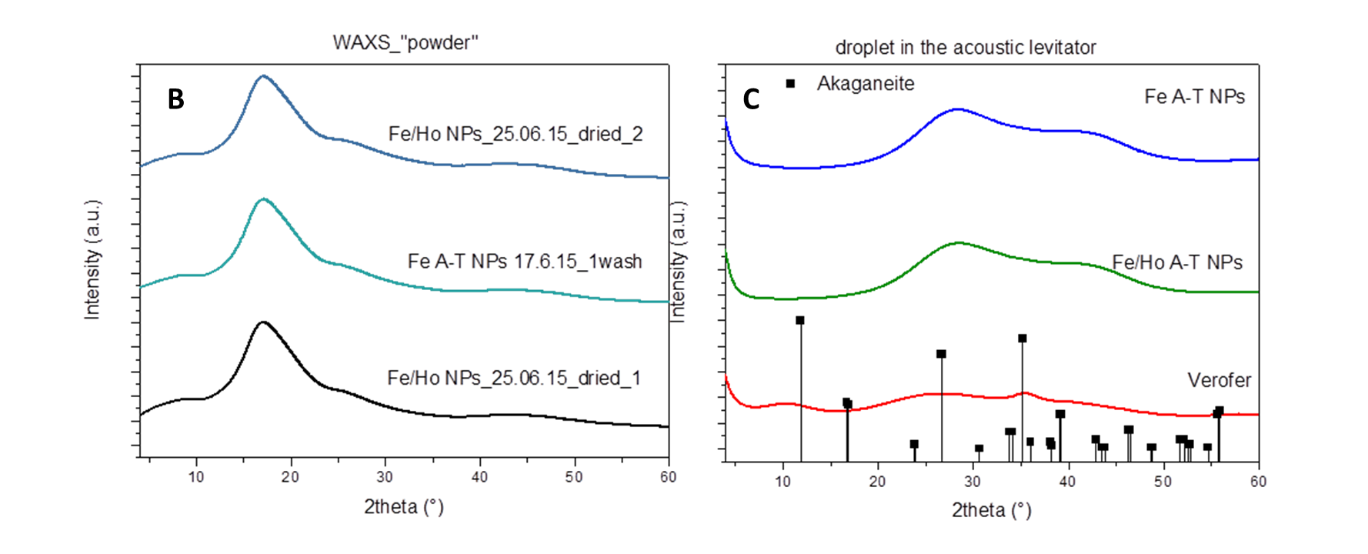 WAXS_"powder"
B
Fe/Ho NPs_25.06.15_dried_2
Fe A-T NPs 17.6.15_1wash
Fe/Ho NPs_25.06.15_dried_1
Intensity (a.u.)
10 20 30 40 50 60
2theta (°)
droplet in the acoustic levitator
C
Akaganeite
Fe A-T NPs
Fe/Ho A-T NPs
Verofer
Intensity (a.u.)
10 20 30 40 50 60
2theta (°)